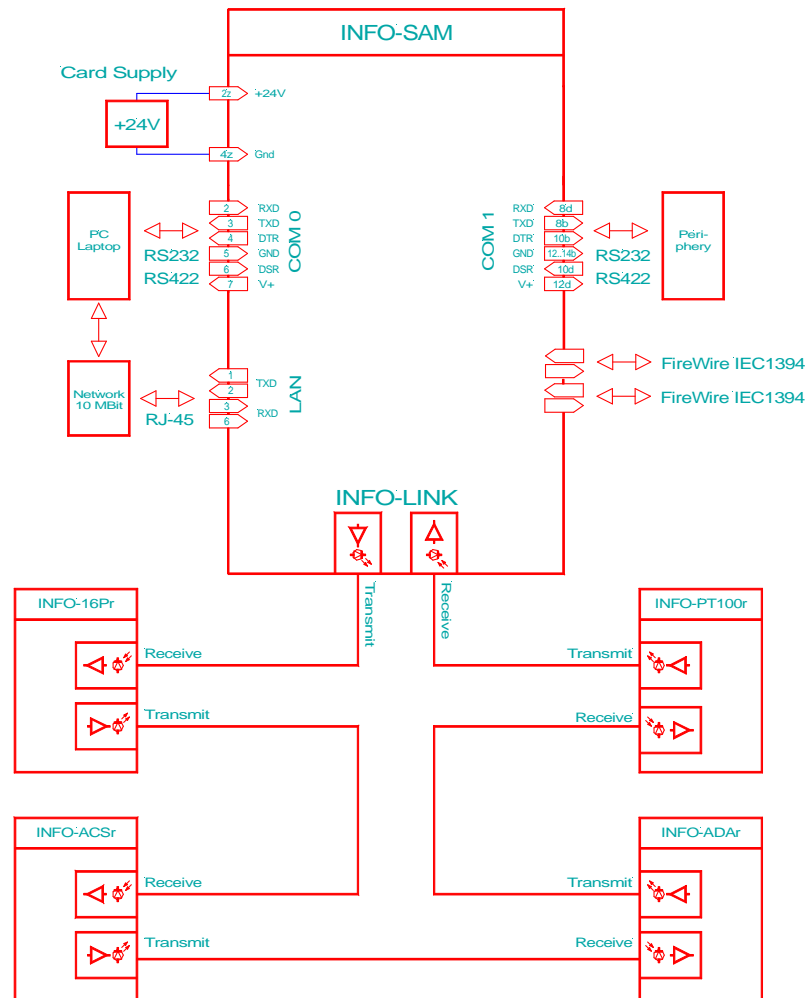 INFO-SAM
Card Supply
+24V
2z
+24V
4z
Gnd
PC
Laptop
RS232
RS422
2
RXD
3
TXD
4
DTR
5
GND
6
DSR
7
V+
COM 0
COM 1
RXD
8d
TXD
8b
DTR
10b
GND
12..14b
DSR
10d
V+
12d
RS232
RS422
Peri-
phery
Network
10 MBit
RJ-45
1
2
TXD
3
6
RXD
LAN
FireWire IEC1394
FireWire IEC1394
INFO-LINK
Transmit
Receive
INFO-16Pr
Receive
Transmit
INFO-PT100r
Transmit
Receive
INFO-ACSr
Receive
Transmit
INFO-ADAr
Transmit
Receive